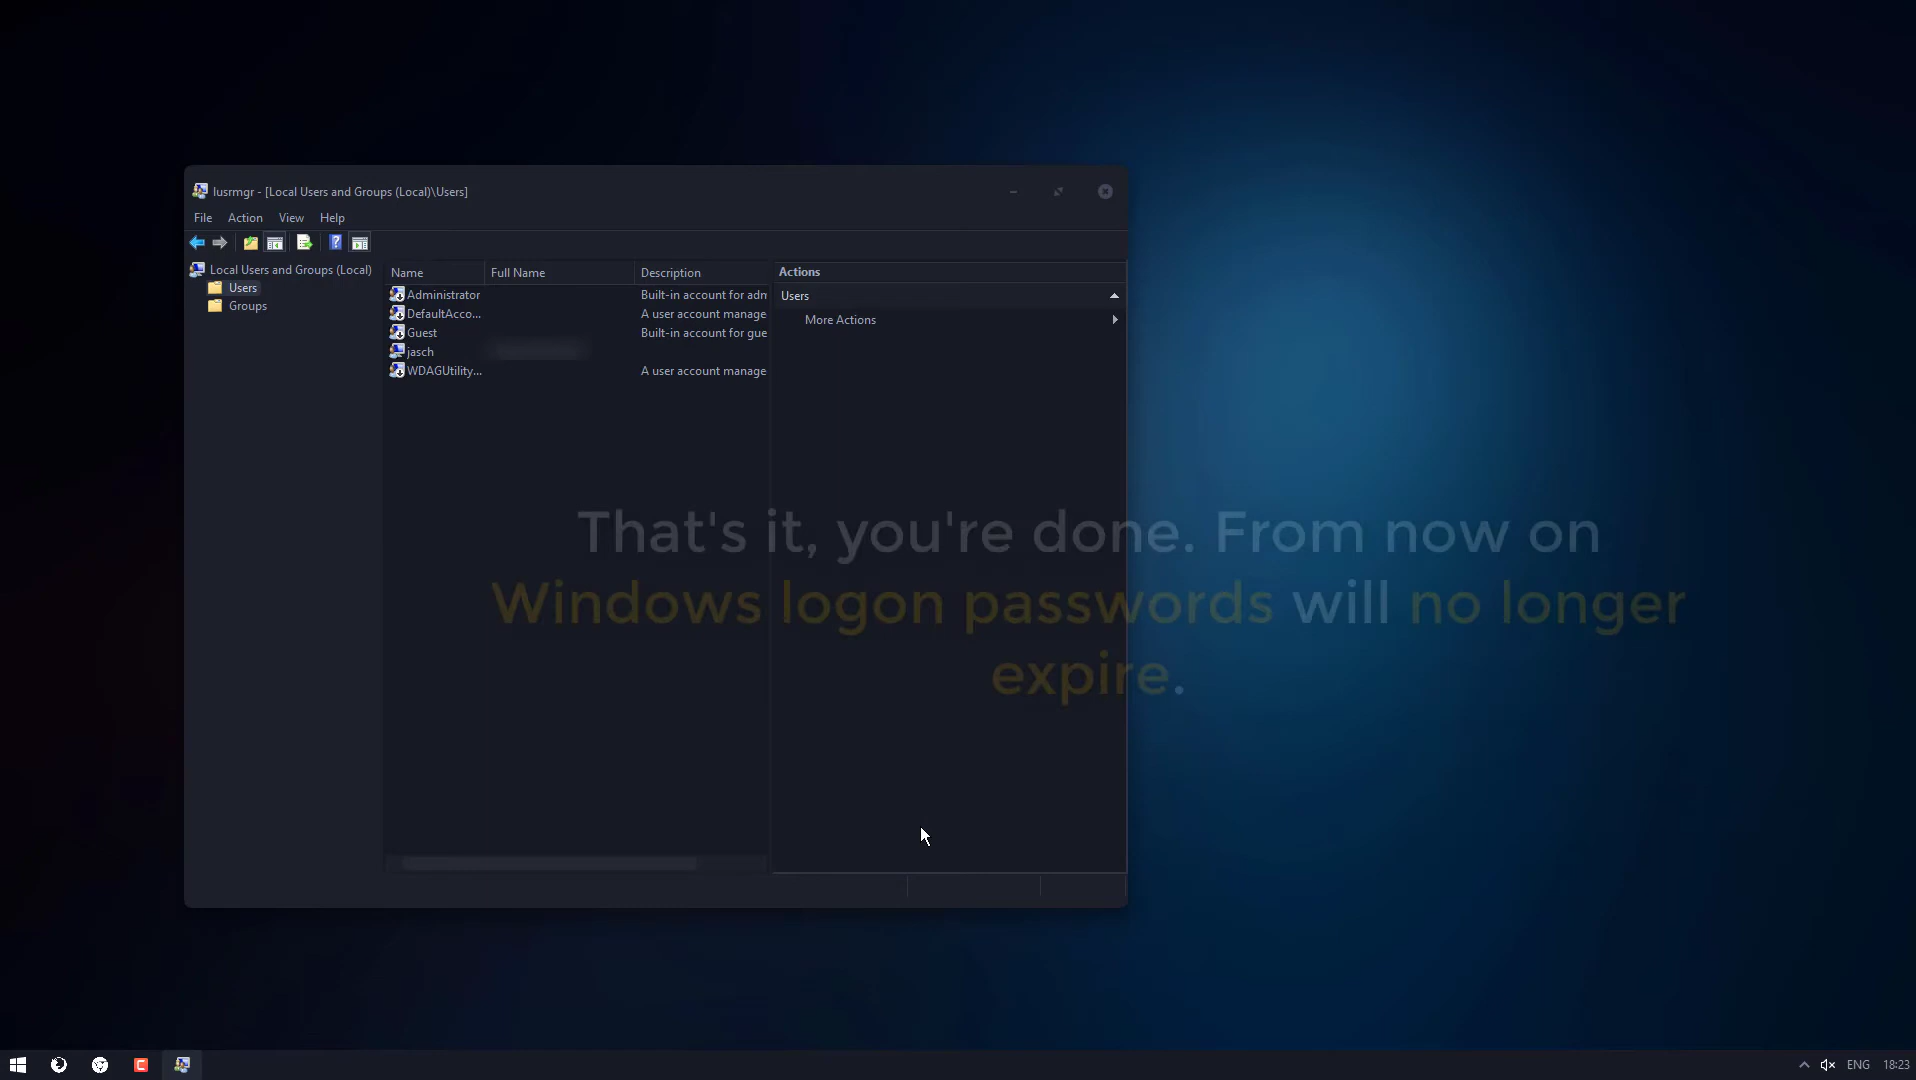 lusrmgr - [Local Users and Groups (Local)\Users]
File Action View Help
Local Users and Groups (Local)
Users
Groups
Name Full Name Description
Administrator Built-in account for adm
DefaultAcco... A user account manage
Guest Built-in account for gue
jasch
WDAGUtility... A user account manage
Actions
Users
More Actions
That's it, you're done. From now on
Windows logon passwords will no longer
expire.
ENG 18:23